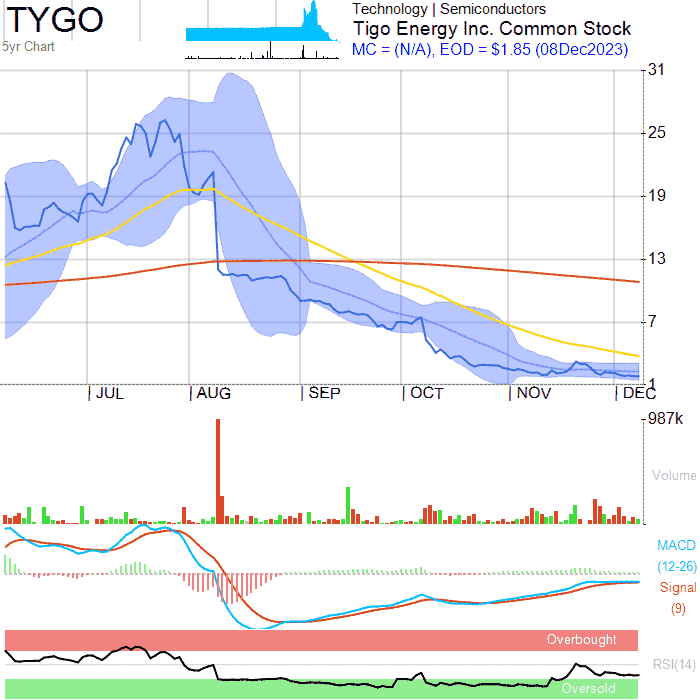 TYGO
5yr Chart
Technology | Semiconductors
Tigo Energy Inc. Common Stock
MC = (N/A), EOD = $1.85 (08Dec2023)
31
25
19
13
7
1
JUL
AUG
SEP
OCT
NOV
DEC
987k
Volume
MACD
(12-26)
Signal
(9)
Overbought
RSI(14)
Oversold